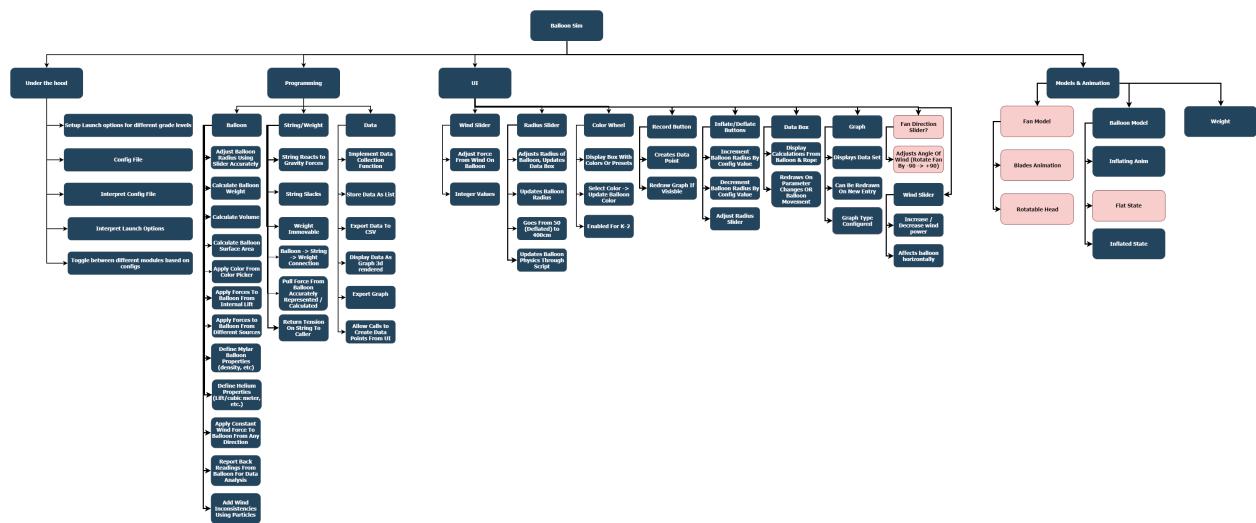 Balloon Sim
Under the hood
Programming
UI
Models & Animation
Setup Launch options for different grade levels
Config File
Interpret Config File
Interpret Launch Options
Toggle between different modules based on
configs
Balloon
Adjust Balloon
Radius Using
Slider Accurately
Calculate Balloon
Weight
Calculate Volume
Calculate Balloon
Surface Area
Apply Color From
Color Picker
Apply Forces To
Balloon From
Internal Lift
Apply Forces to
Balloon From
Different Sources
Define Mylar
Balloon
Properties
(density, etc)
Define Helium
Properties
(Lift/cubic meter,
etc.)
Apply Constant
Wind Force To
Balloon From Any
Direction
Report Back
Readings From
Balloon For Data
Analysis
Add Wind
Inconsistencies
Using Particles
String/Weight
String Reacts to
Gravity Forces
String Slacks
Weight
Immovable
Balloon -> String
-> Weight
Connection
Pull Force From
Balloon
Accurately
Represented /
Calculated
Return Tension
On String To
Caller
Data
Implement Data
Collection
Function
Store Data As List
Export Data To
CSV
Display Data As
Graph 3d
rendered
Export Graph
Allow Calls to
Create Data
Points From UI
Wind Slider
Adjust Force
From Wind On
Balloon
Integer Values
Radius Slider
Adjusts Radius of
Balloon, Updates
Data Box
Updates Balloon
Radius
Goes From 50
(Deflated) to
400cm
Updates Balloon
Physics Through
Script
Color Wheel
Display Box With
Colors Or Presets
Select Color ->
Update Balloon
Color
Enabled For K-2
Record Button
Creates Data
Point
Redraw Graph If
Visisble
Inflate/Deflate
Buttons
Increment
Balloon Radius By
Config Value
Decrement
Balloon Radius By
Config Value
Adjust Radius
Slider
Data Box
Display
Calculations From
Balloon & Rope
Redraws On
Parameter
Changes OR
Balloon
Movement
Graph
Displays Data Set
Can Be Redrawn
On New Entry
Graph Type
Configured
Fan Direction
Slider?
Adjusts Angle Of
Wind (Rotate Fan
By -90 -> +90)
Wind Slider
Increase /
Decrease wind
power
Affects balloon
horizontally
Fan Model
Blades Animation
Rotatable Head
Balloon Model
Inflating Anim
Flat State
Inflated State
Weight